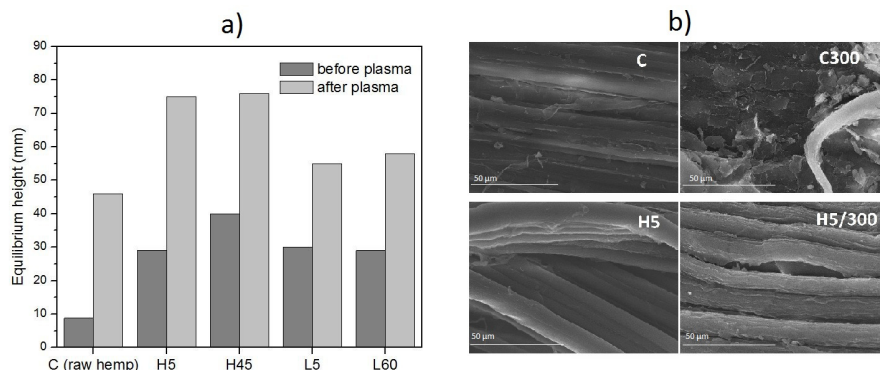 a)
b)
90
80
70
60
50
40
30
20
10
0
Equilibrium height (mm)
before plasma
after plasma
C (raw hemp) H5 H45 L5 L60
C
50 µm
C300
50 µm
H5
50 µm
H5/300
50 µm